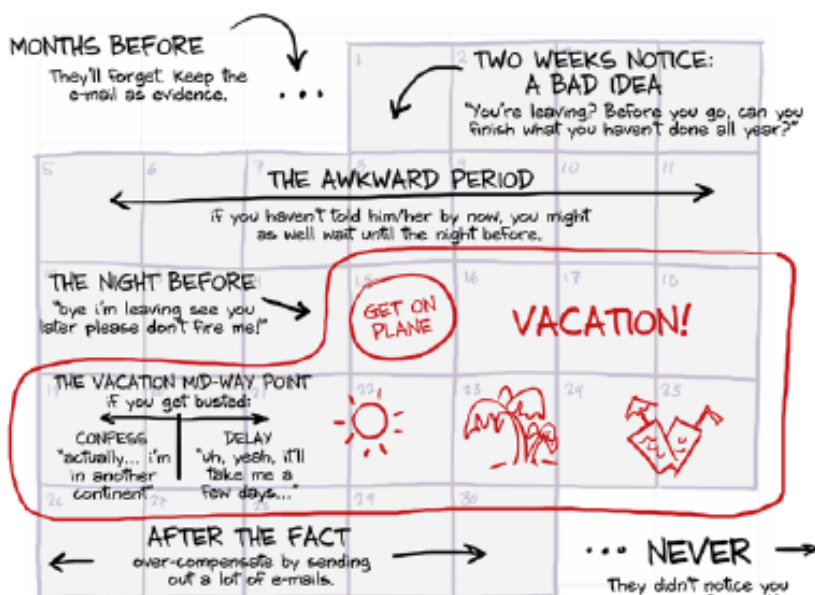 MONTHS BEFORE
They'll forget. Keep the
e-mail as evidence.
...
TWO WEEKS NOTICE:
A BAD IDEA
"You're leaving? Before you go, can you
finish what you haven't done all year?"
1
2
5
6
7
8
9
10
11
THE AWKWARD PERIOD
if you haven't told him/her by now, you might
as well wait until the night before.
THE NIGHT BEFORE
"bye i'm leaving see you
later please don't fire me!"
15
16
17
18
GET ON
PLANE
VACATION!
THE VACATION MID-WAY POINT
if you get busted:
CONFESS
"actually... i'm
in another
continent"
DELAY
"uh, yeah, it'll
take me a
few days..."
22
23
24
25
26
27
28
29
30
AFTER THE FACT
over-compensate by sending
out a lot of e-mails.
... NEVER
They didn't notice you